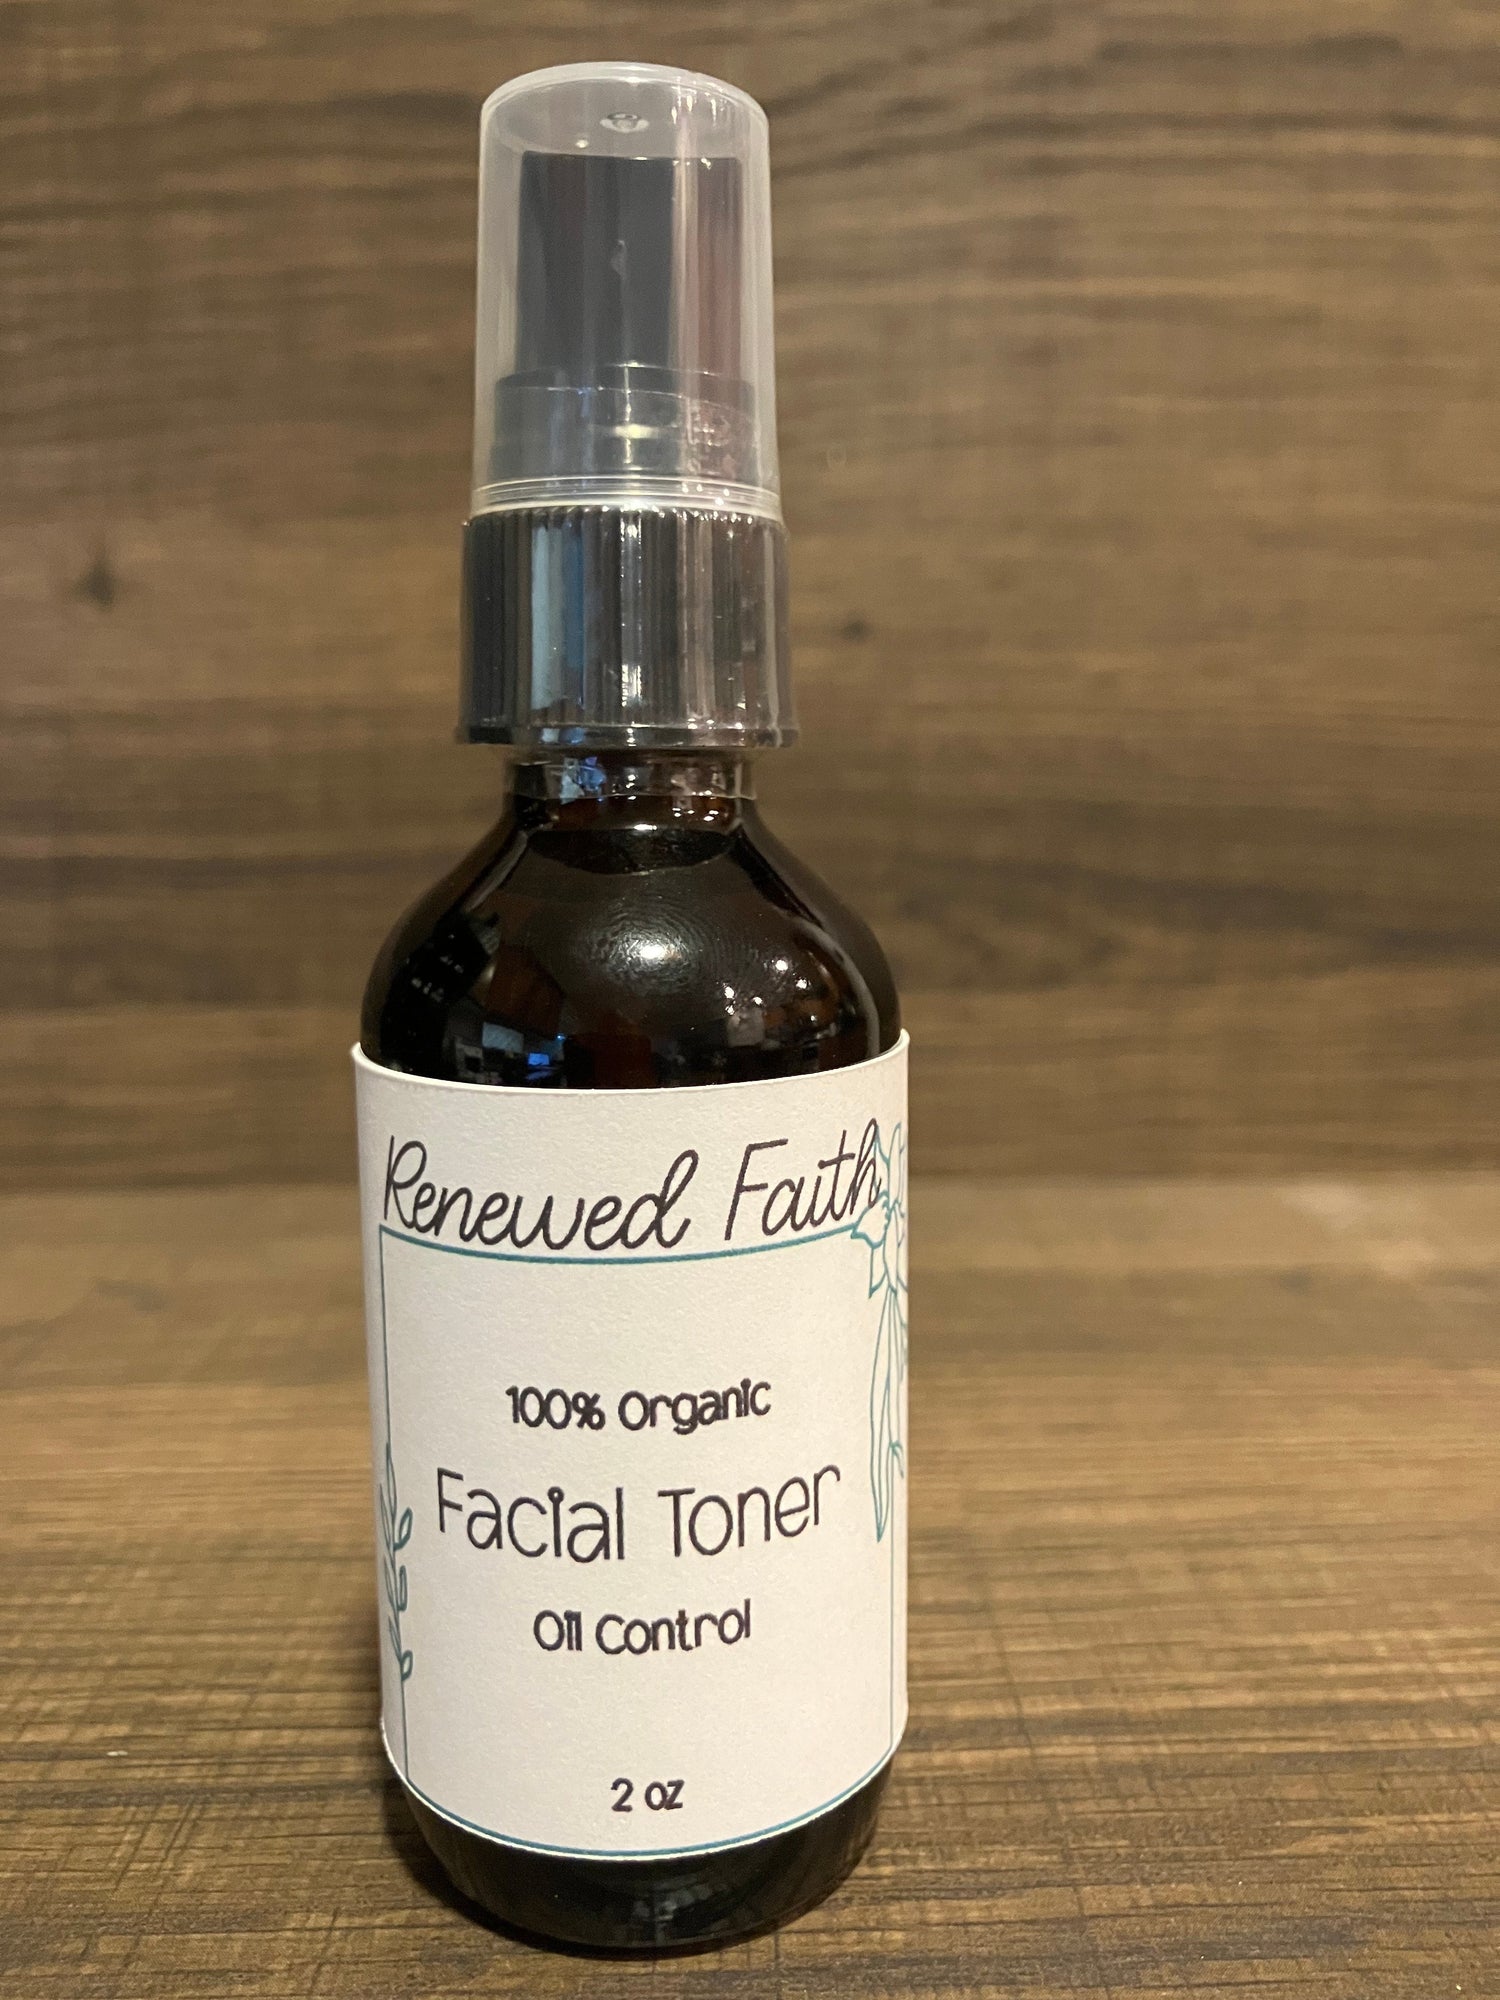 Renewed Faith
100% Organic
Facial Toner
Oil Control
2 oz